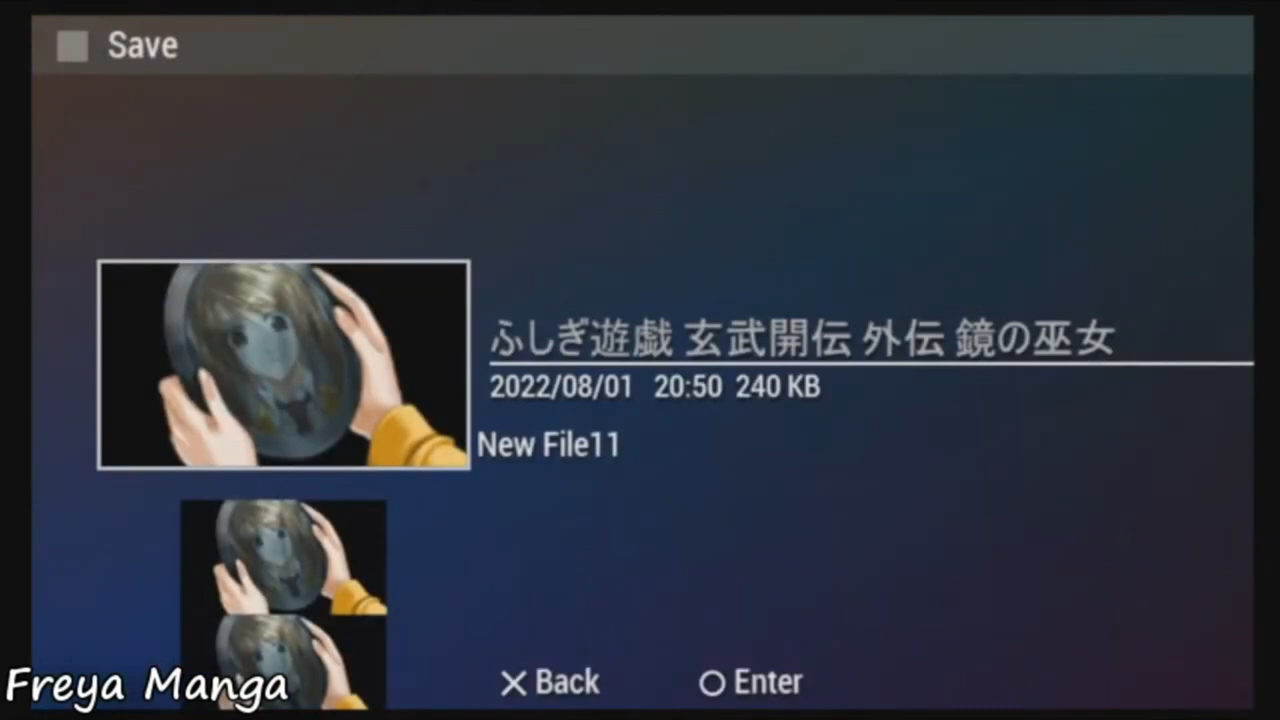 Save
ふしぎ遊戯 玄武開伝 外伝 鏡の巫女
2022/08/01 20:50 240 KB
New File11
× Back ○ Enter
Freya Manga